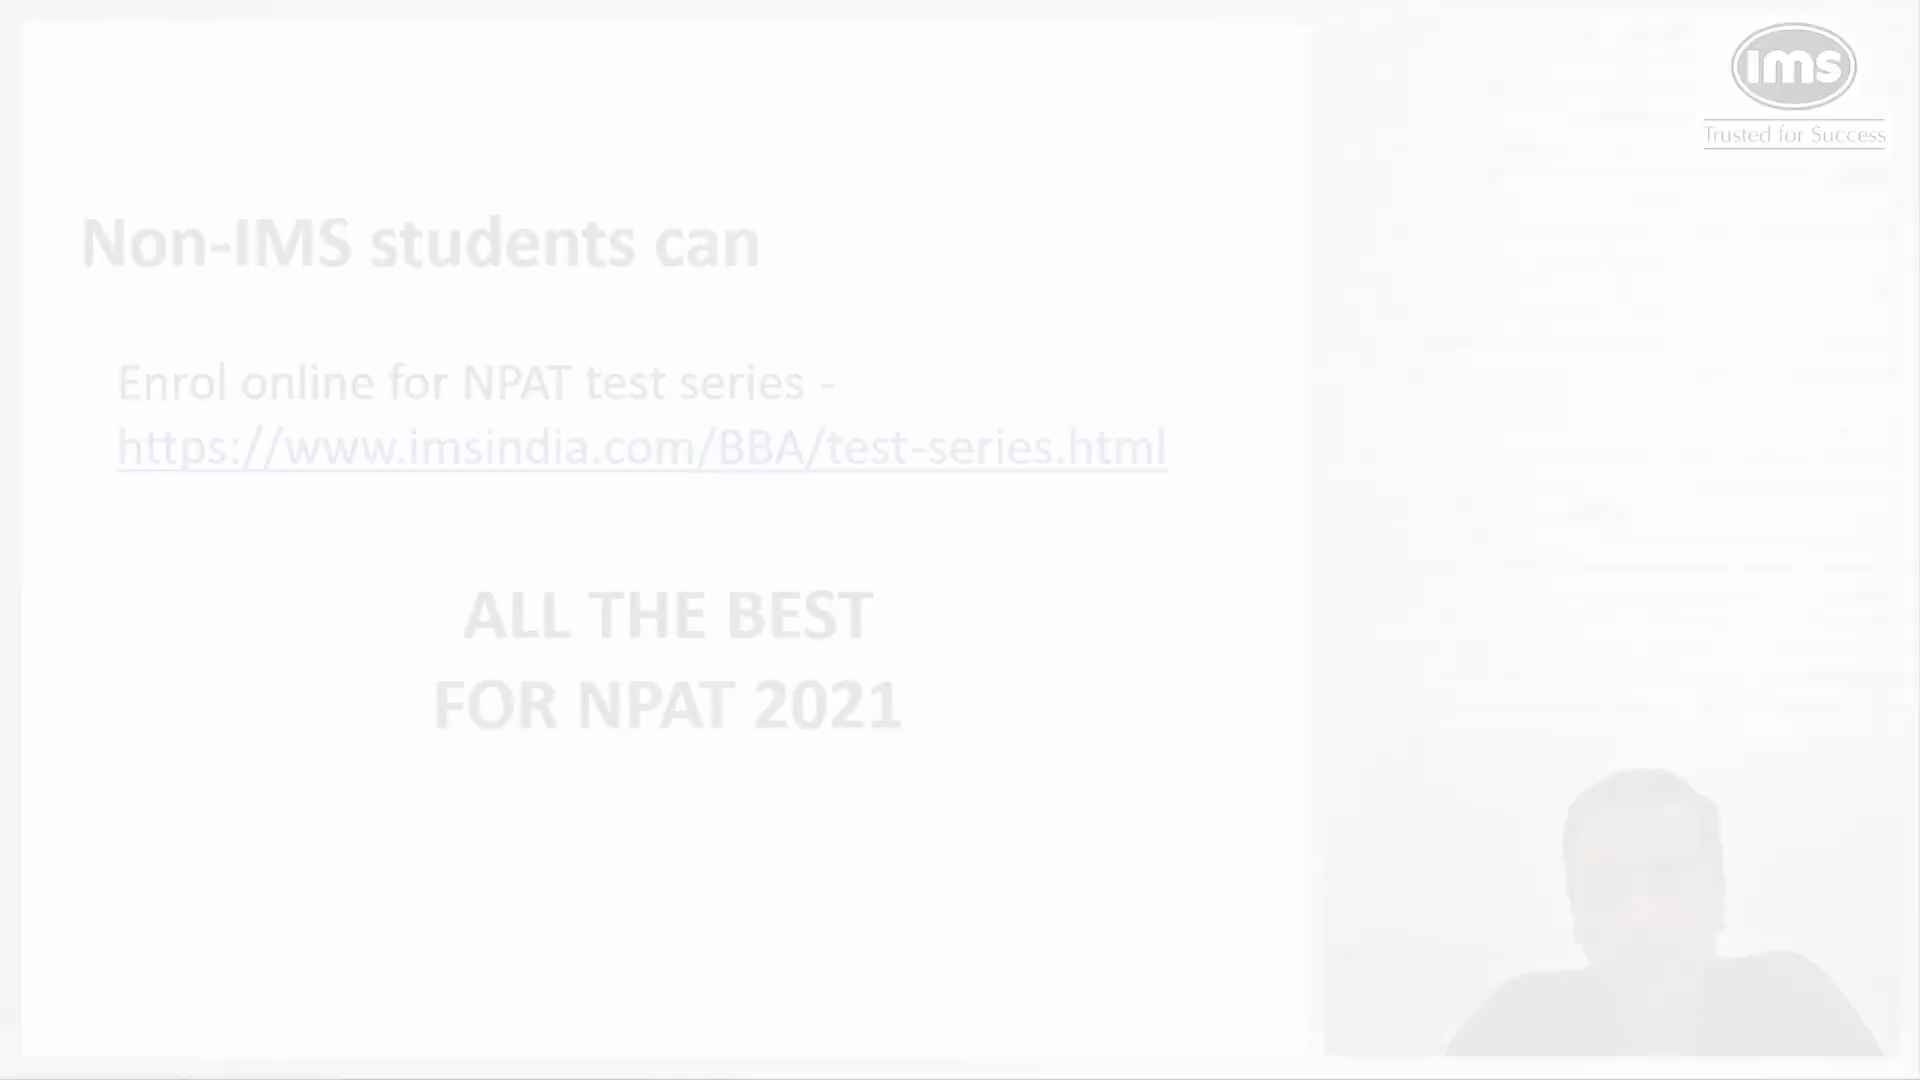 ims
Trusted for Success
Non-IMS students can
Enrol online for NPAT test series -
https://www.imsindia.com/BBA/test-series.html
ALL THE BEST
FOR NPAT 2021